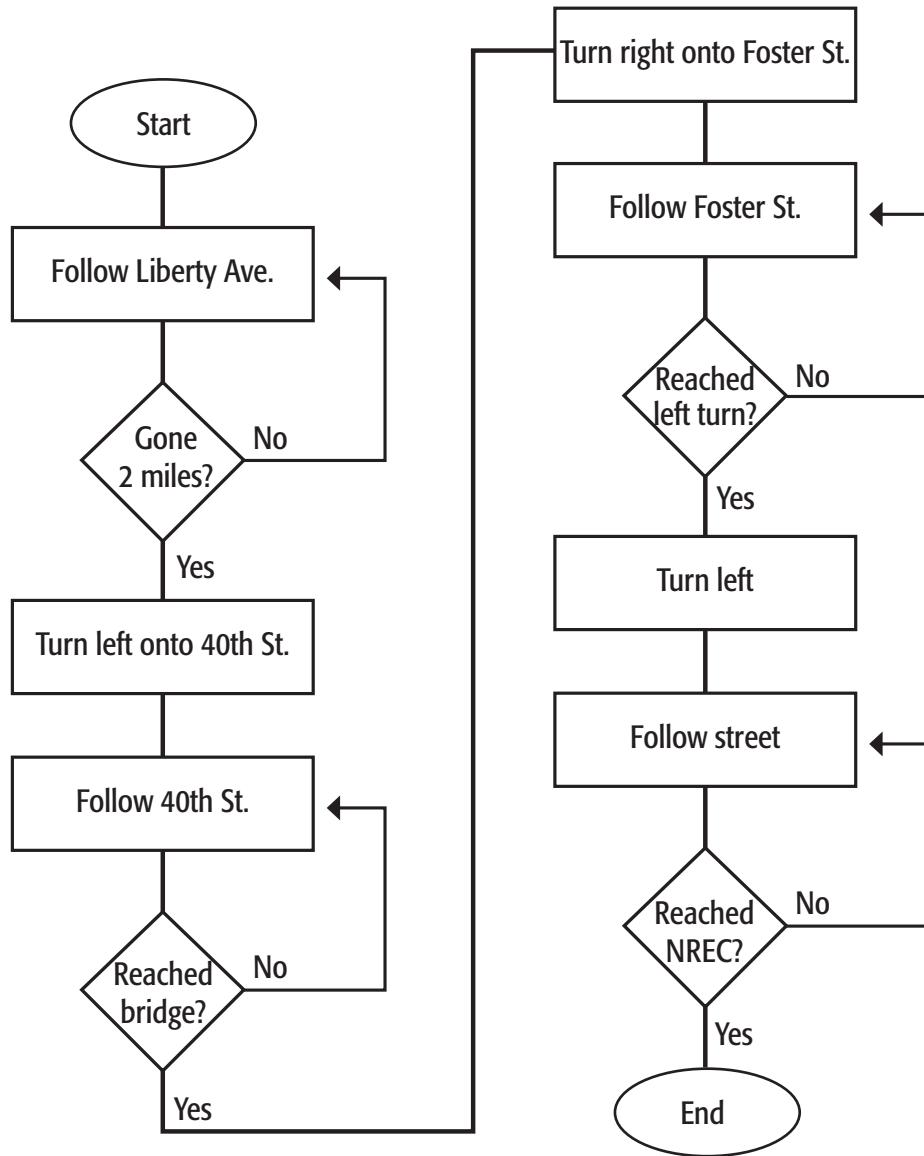 Start
Follow Liberty Ave.
Gone
2 miles?
No
Yes
Turn left onto 40th St.
Follow 40th St.
Reached
bridge?
No
Yes
Turn right onto Foster St.
Follow Foster St.
Reached
left turn?
No
Yes
Turn left
Follow street
Reached
NREC?
No
Yes
End